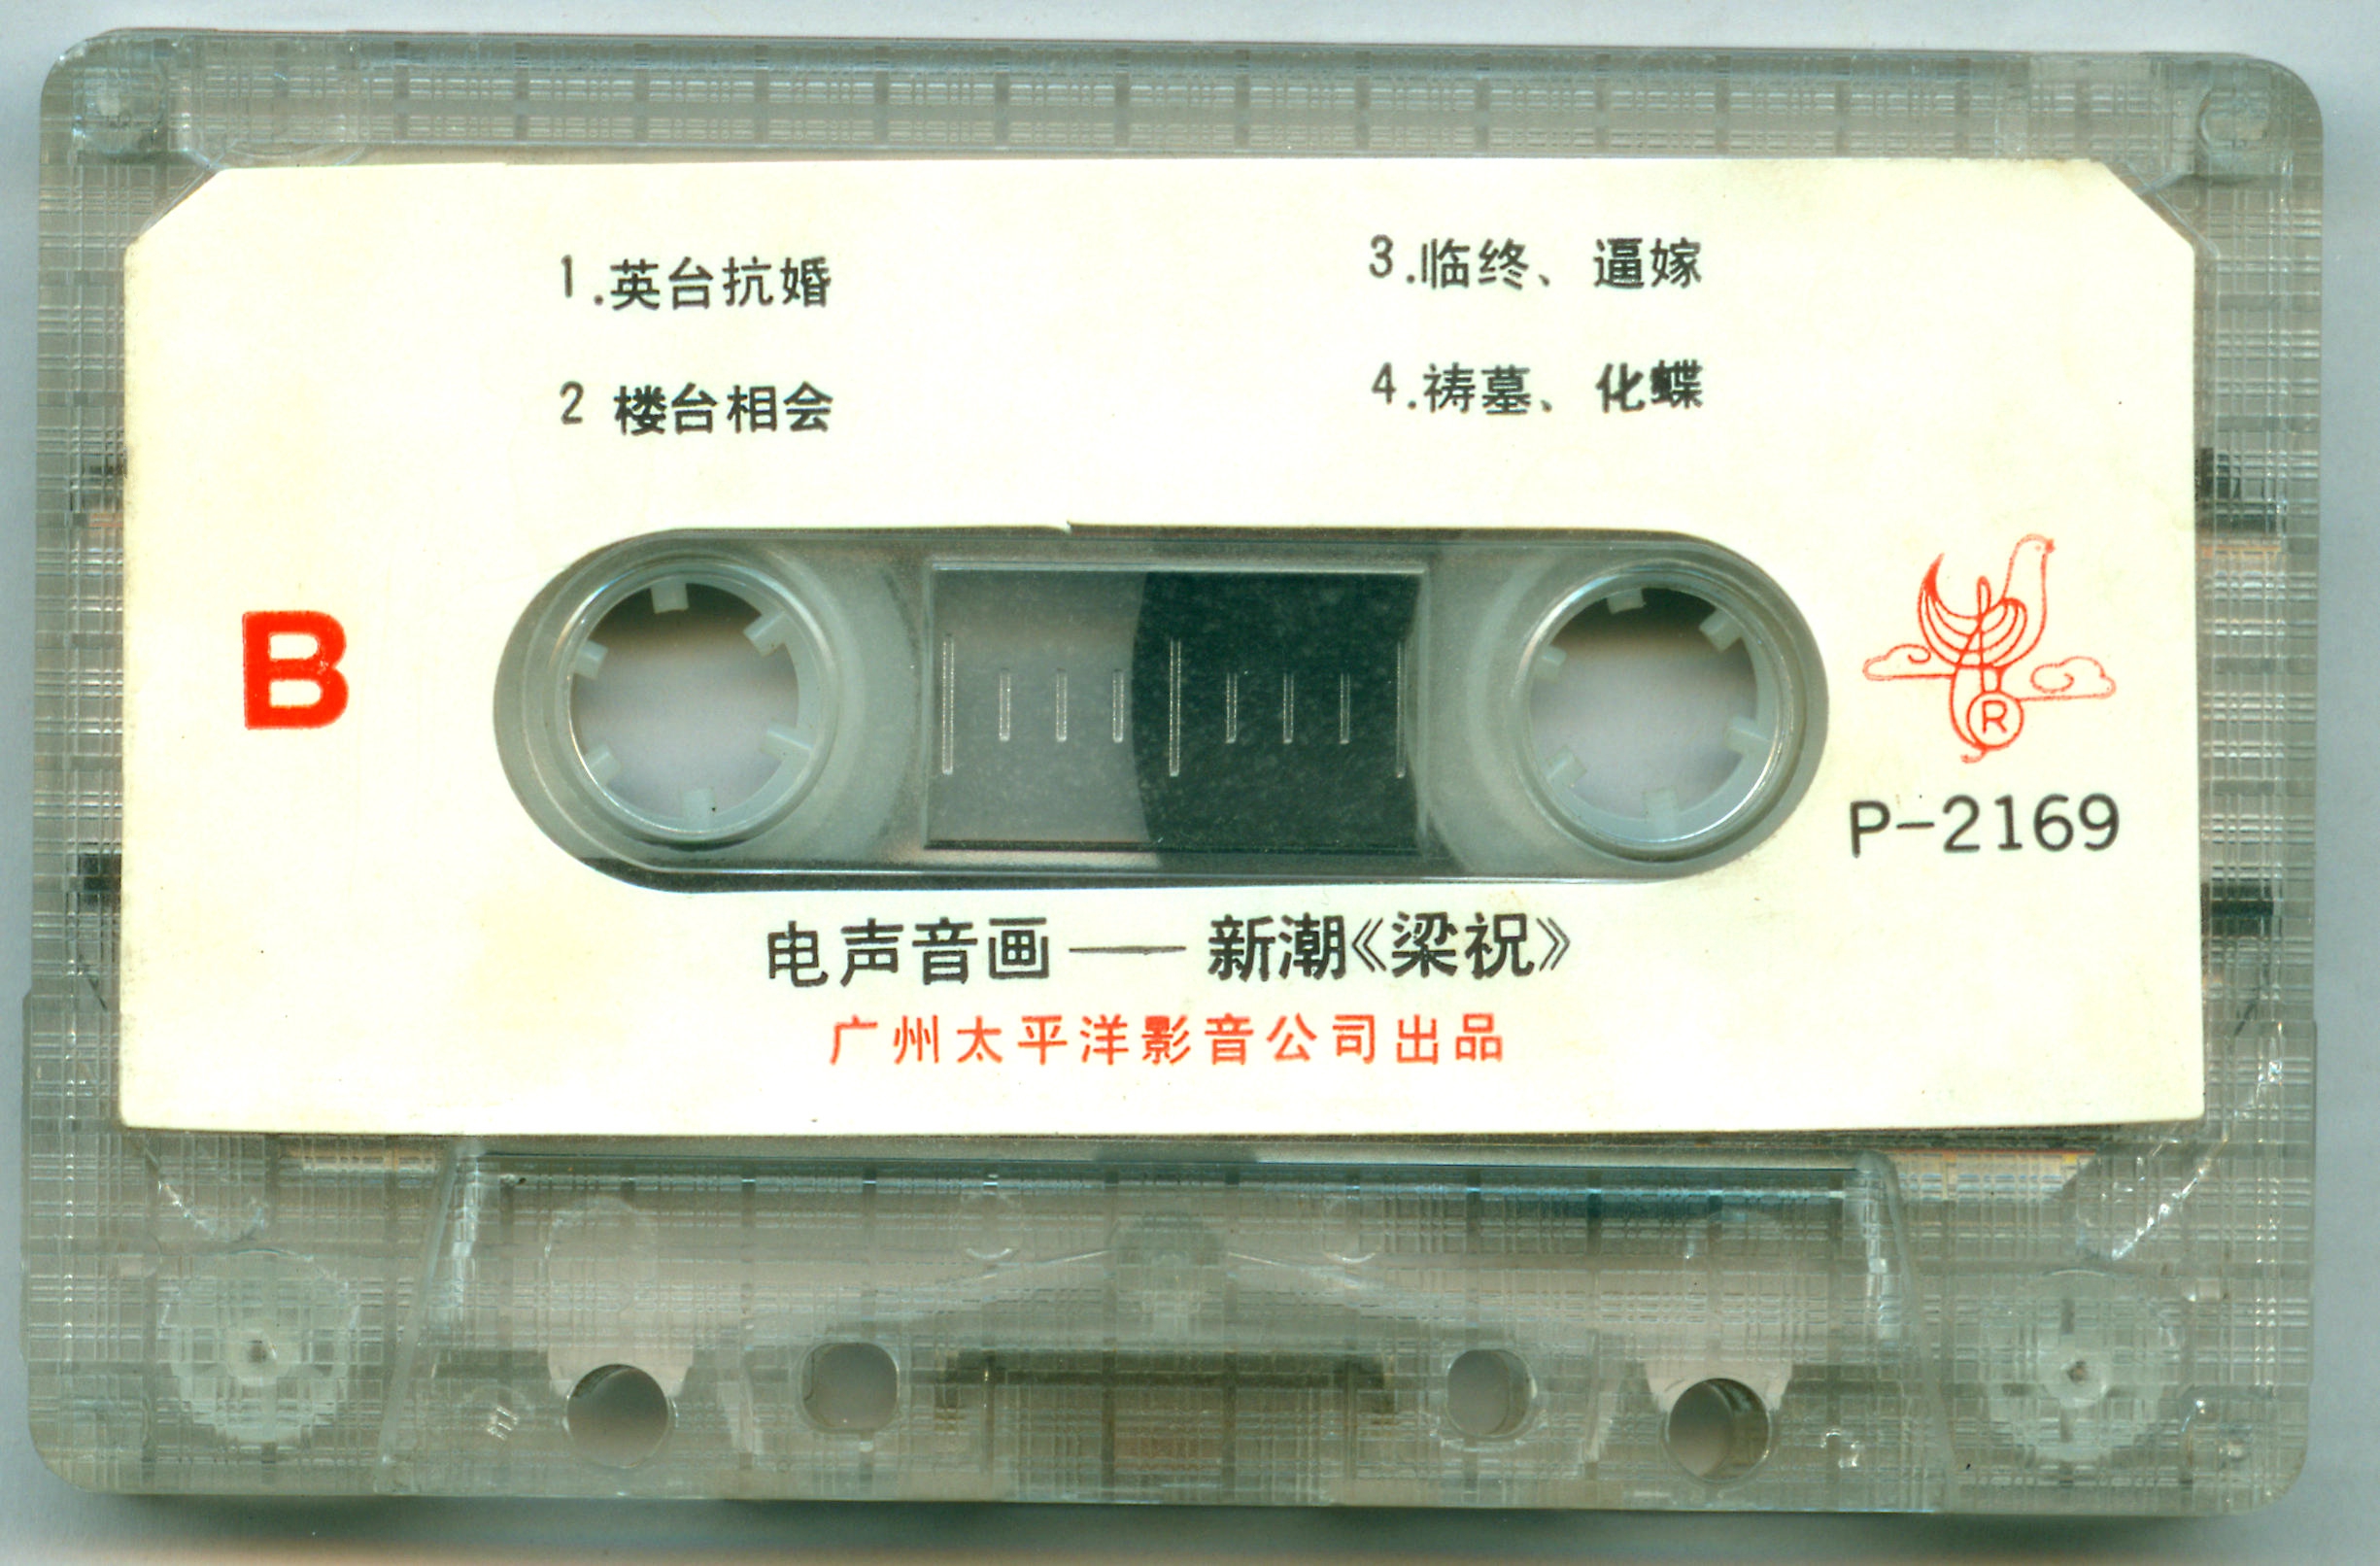 1.英台抗婚
2 楼台相会
3.临终、逼嫁
4.祷墓、化蝶
B
R
P-2169
电声音画——新潮《梁祝》
广州太平洋影音公司出品